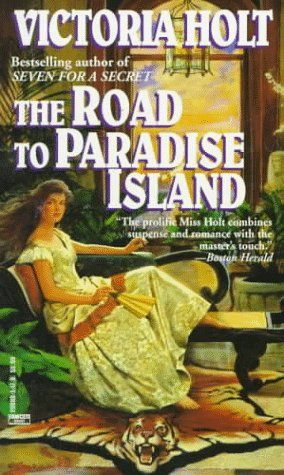 VICTORIA HOLT
Bestselling author of
SEVEN FOR A SECRET
THE ROAD
TO PARADISE
ISLAND
"The prolific Miss Holt combines
suspense and romance with the
master's touch."
—Boston Herald
FAWCETT